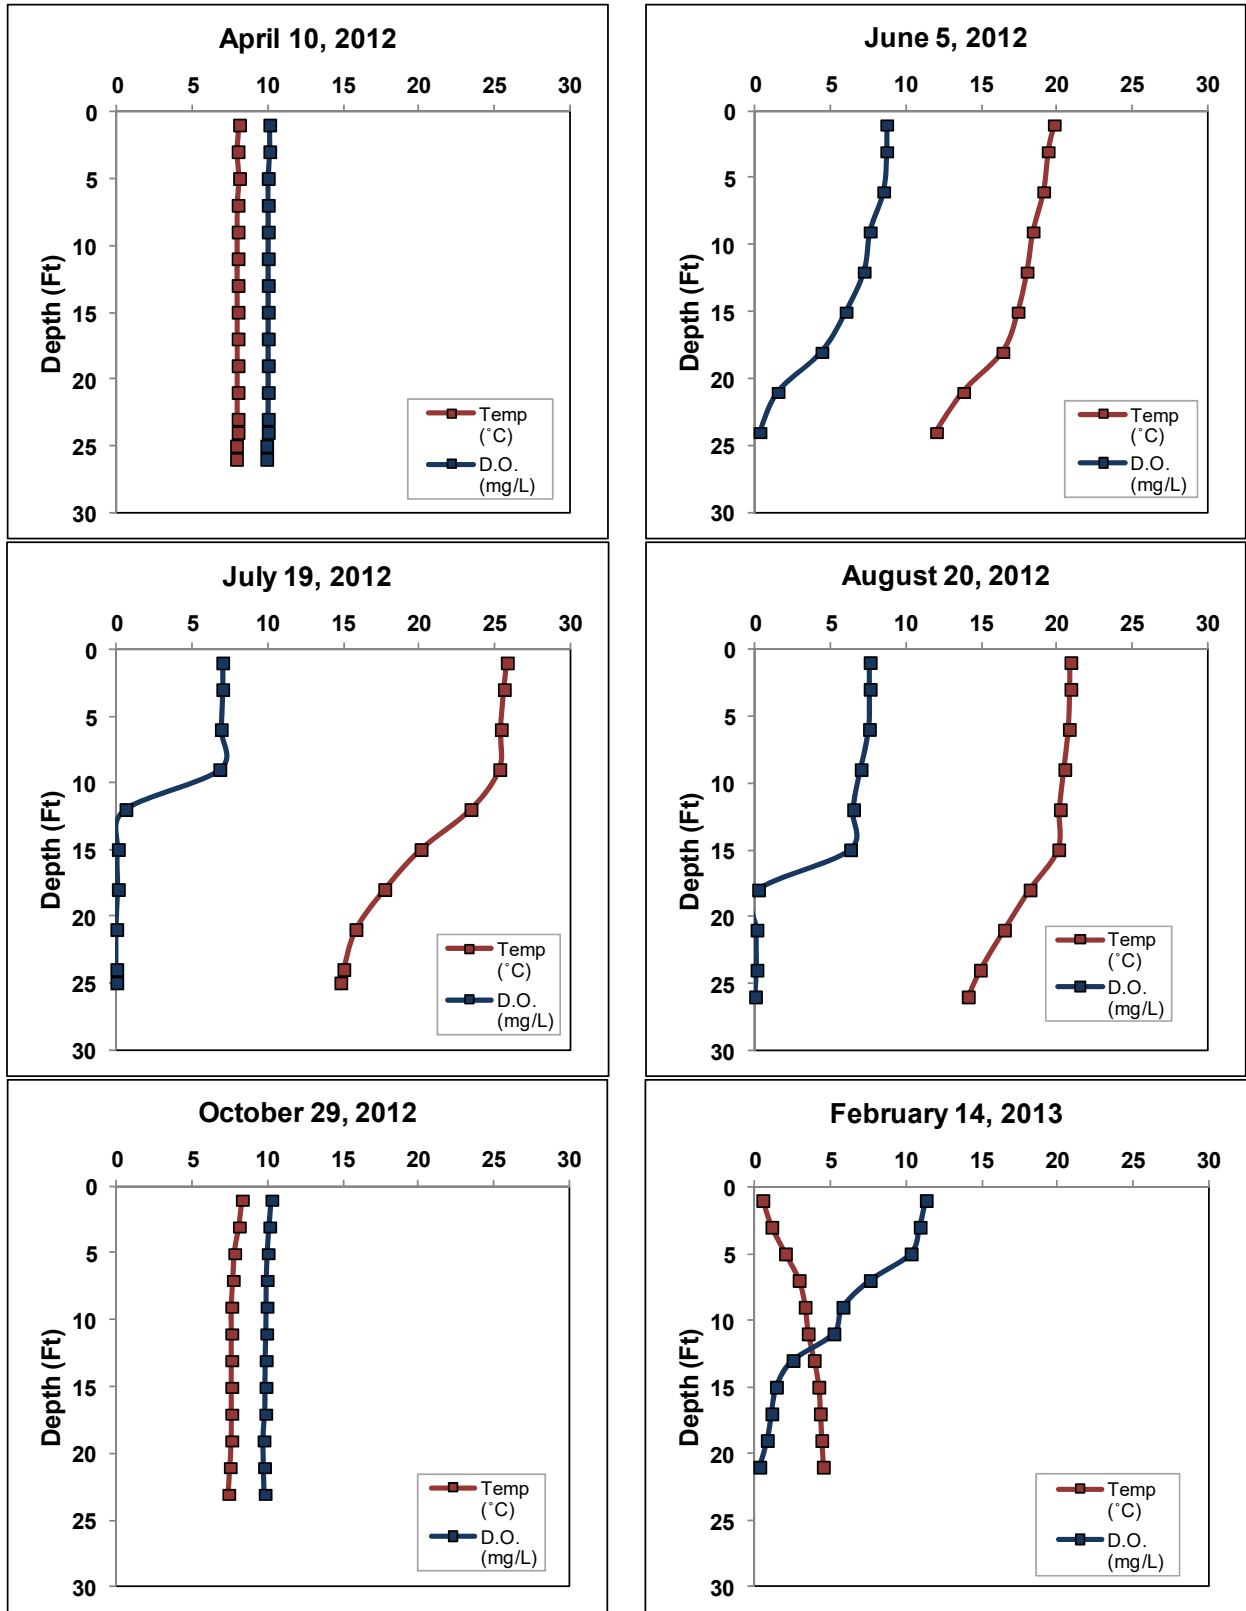 April 10, 2012
0 5 10 15 20 25 30
0
5
10
15
20
25
30
Depth (Ft)
Temp
(˚C)
D.O.
(mg/L)
June 5, 2012
0 5 10 15 20 25 30
0
5
10
15
20
25
30
Depth (Ft)
Temp
(˚C)
D.O.
(mg/L)
July 19, 2012
0 5 10 15 20 25 30
0
5
10
15
20
25
30
Depth (Ft)
Temp
(˚C)
D.O.
(mg/L)
August 20, 2012
0 5 10 15 20 25 30
0
5
10
15
20
25
30
Depth (Ft)
Temp
(˚C)
D.O.
(mg/L)
October 29, 2012
0 5 10 15 20 25 30
0
5
10
15
20
25
30
Depth (Ft)
Temp
(˚C)
D.O.
(mg/L)
February 14, 2013
0 5 10 15 20 25 30
0
5
10
15
20
25
30
Depth (Ft)
Temp
(˚C)
D.O.
(mg/L)